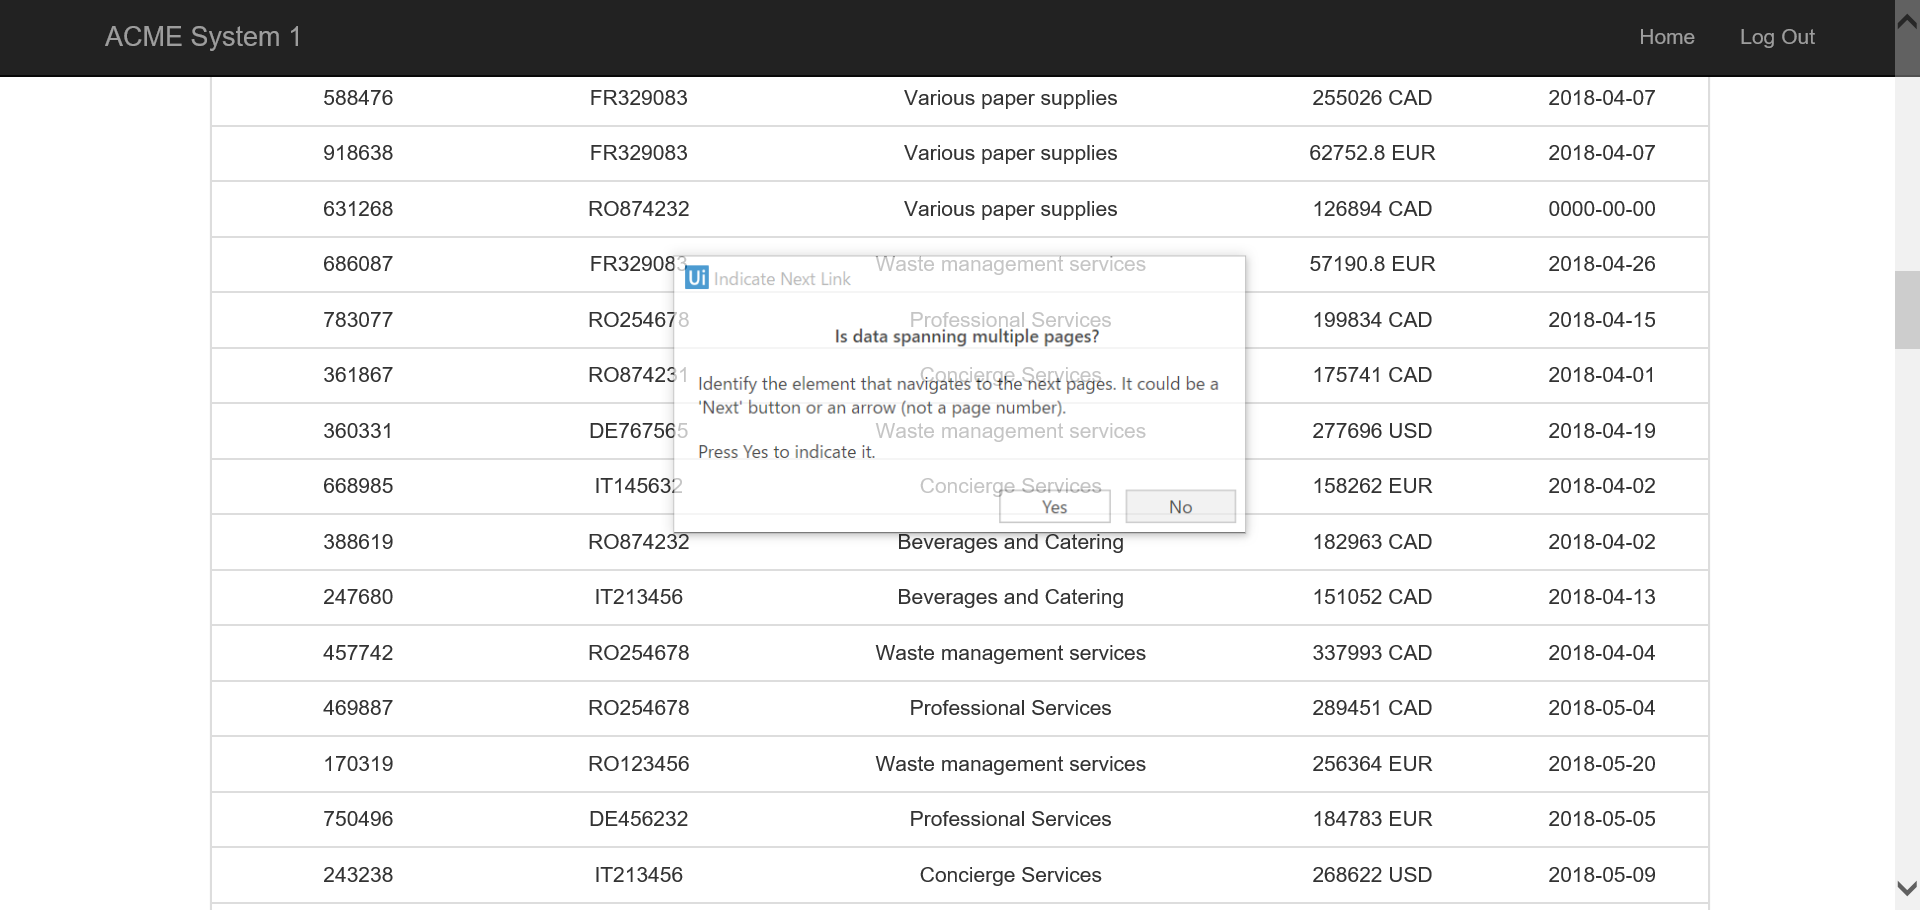 ACME System 1 Home Log Out
588476 FR329083 Various paper supplies 255026 CAD 2018-04-07
918638 FR329083 Various paper supplies 62752.8 EUR 2018-04-07
631268 RO874232 Various paper supplies 126894 CAD 0000-00-00
686087 FR329083 Waste management services 57190.8 EUR 2018-04-26
Ui Indicate Next Link
783077 RO254678 Professional Services 199834 CAD 2018-04-15
Is data spanning multiple pages?
361867 RO874231 Concierge Services 175741 CAD 2018-04-01
Identify the element that navigates to the next pages. It could be a
'Next' button or an arrow (not a page number).
360331 DE767565 Waste management services 277696 USD 2018-04-19
Press Yes to indicate it.
668985 IT145632 Concierge Services 158262 EUR 2018-04-02
Yes No
388619 RO874232 Beverages and Catering 182963 CAD 2018-04-02
247680 IT213456 Beverages and Catering 151052 CAD 2018-04-13
457742 RO254678 Waste management services 337993 CAD 2018-04-04
469887 RO254678 Professional Services 289451 CAD 2018-05-04
170319 RO123456 Waste management services 256364 EUR 2018-05-20
750496 DE456232 Professional Services 184783 EUR 2018-05-05
243238 IT213456 Concierge Services 268622 USD 2018-05-09